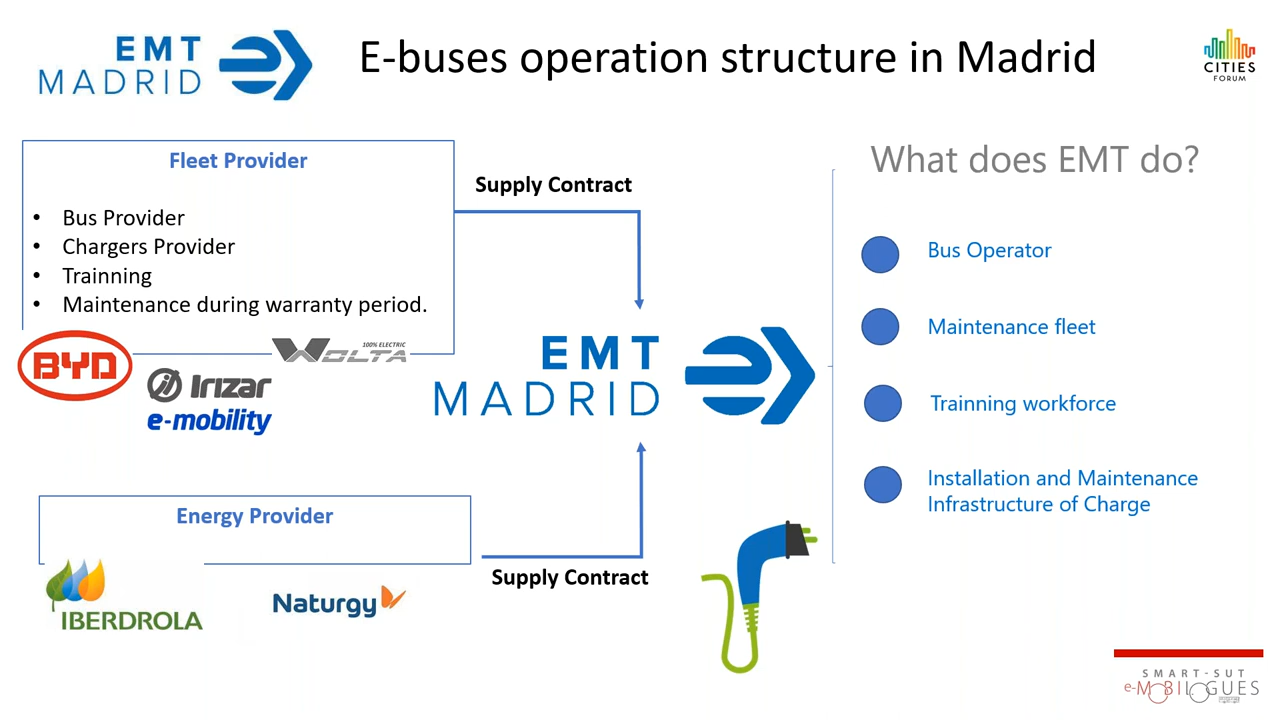 EMT
MADRID
E-buses operation structure in Madrid
CITIES
FORUM
Fleet Provider
• Bus Provider
• Chargers Provider
• Trainning
• Maintenance during warranty period.
BYD
Irizar
e-mobility
100% ELECTRIC
WOLTA
Supply Contract
EMT
MADRID
Energy Provider
IBERDROLA
Naturgy
Supply Contract
What does EMT do?
Bus Operator
Maintenance fleet
Trainning workforce
Installation and Maintenance
Infrastructure of Charge
SMART-SUT
e-MOBILOGUES